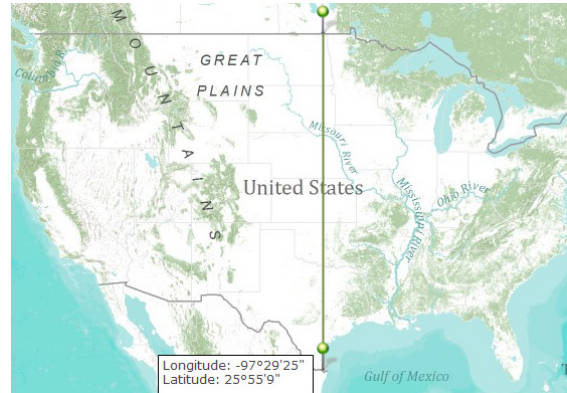 MOUNTAINS
Columbia R.
GREAT
PLAINS
Missouri River
United States
Mississippi River
Ohio River
Longitude: -97°29'25"
Latitude: 25°55'9"
Gulf of Mexico
T